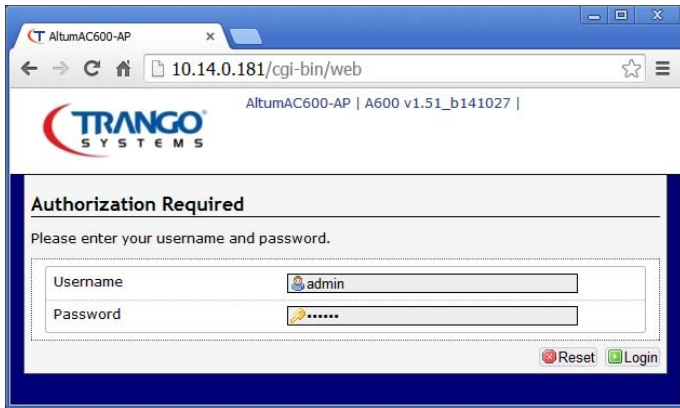 AltumAC600-AP
10.14.0.181/cgi-bin/web
TRANGO
SYSTEMS
AltumAC600-AP | A600 v1.51_b141027 |
Authorization Required
Please enter your username and password.
Username
admin
Password
••••••
Reset
Login